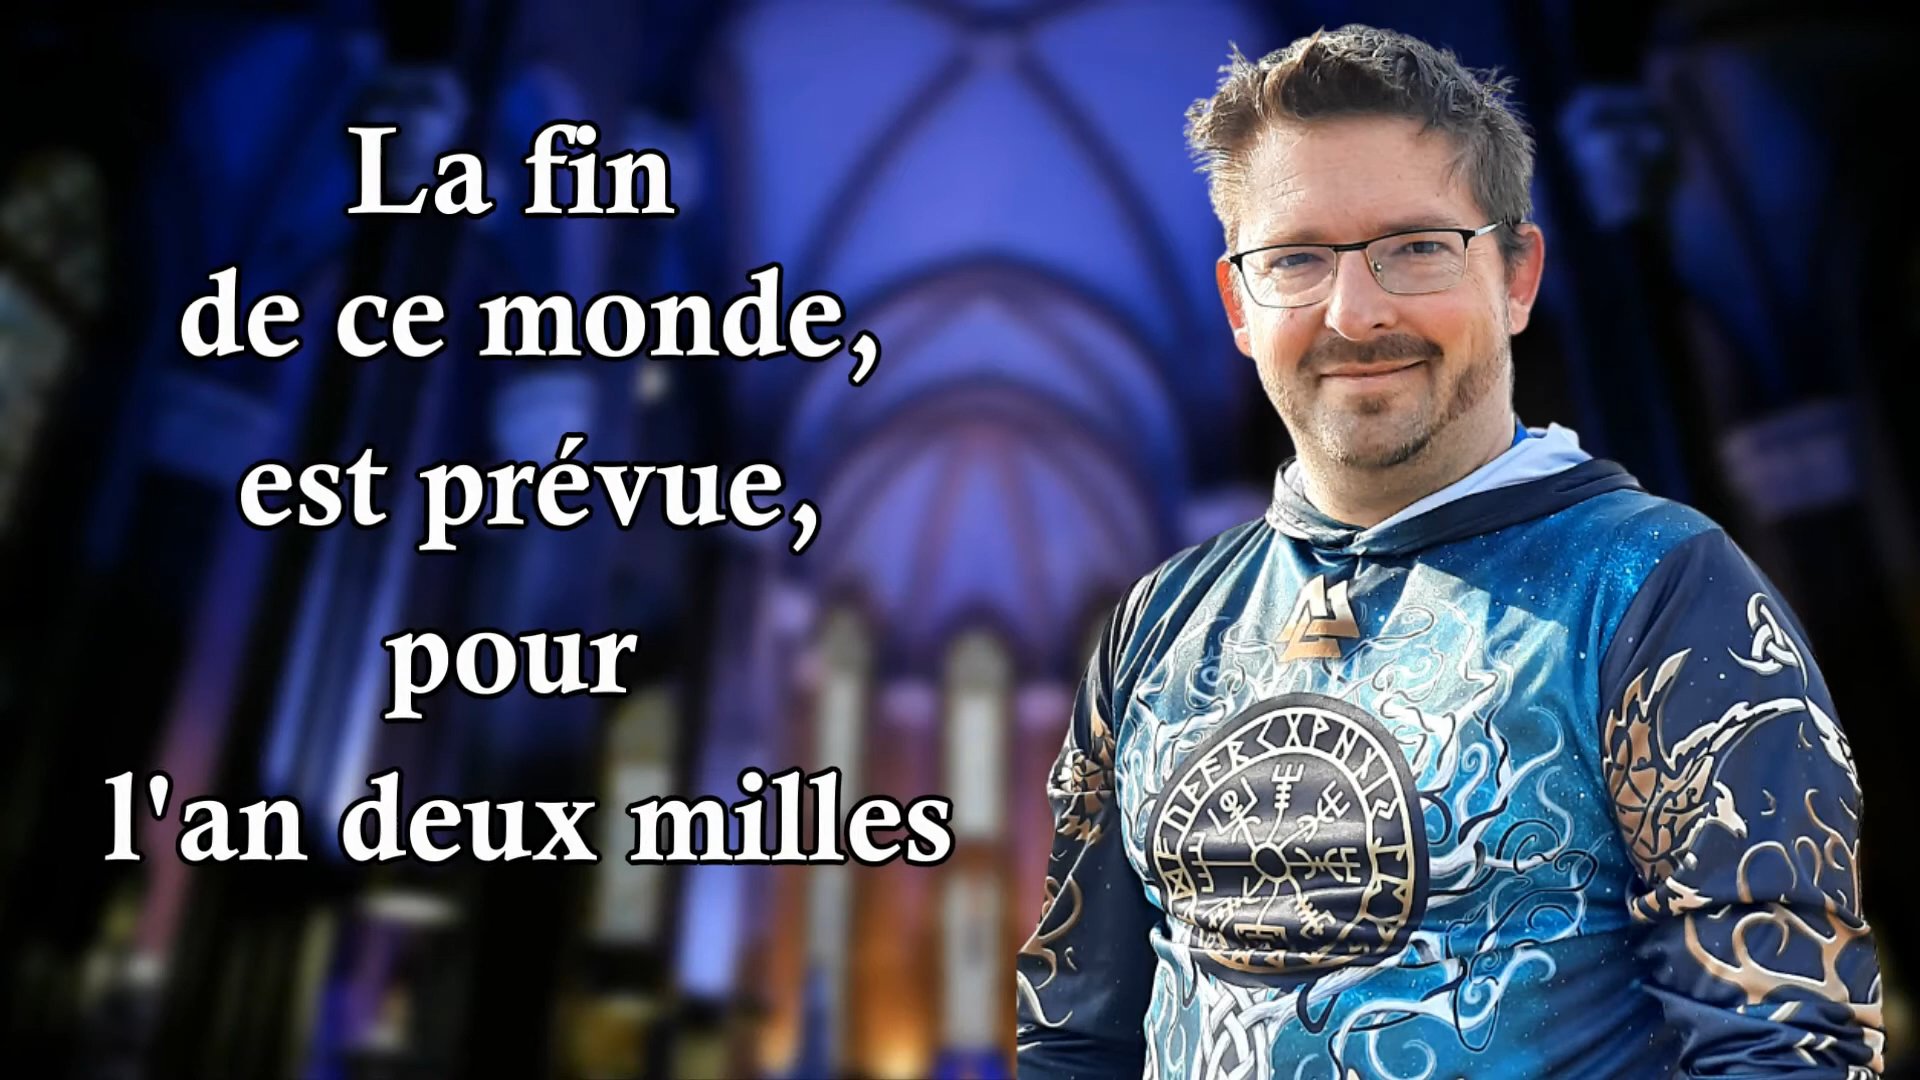 La fin
de ce monde,
est prévue,
pour
l'an deux milles